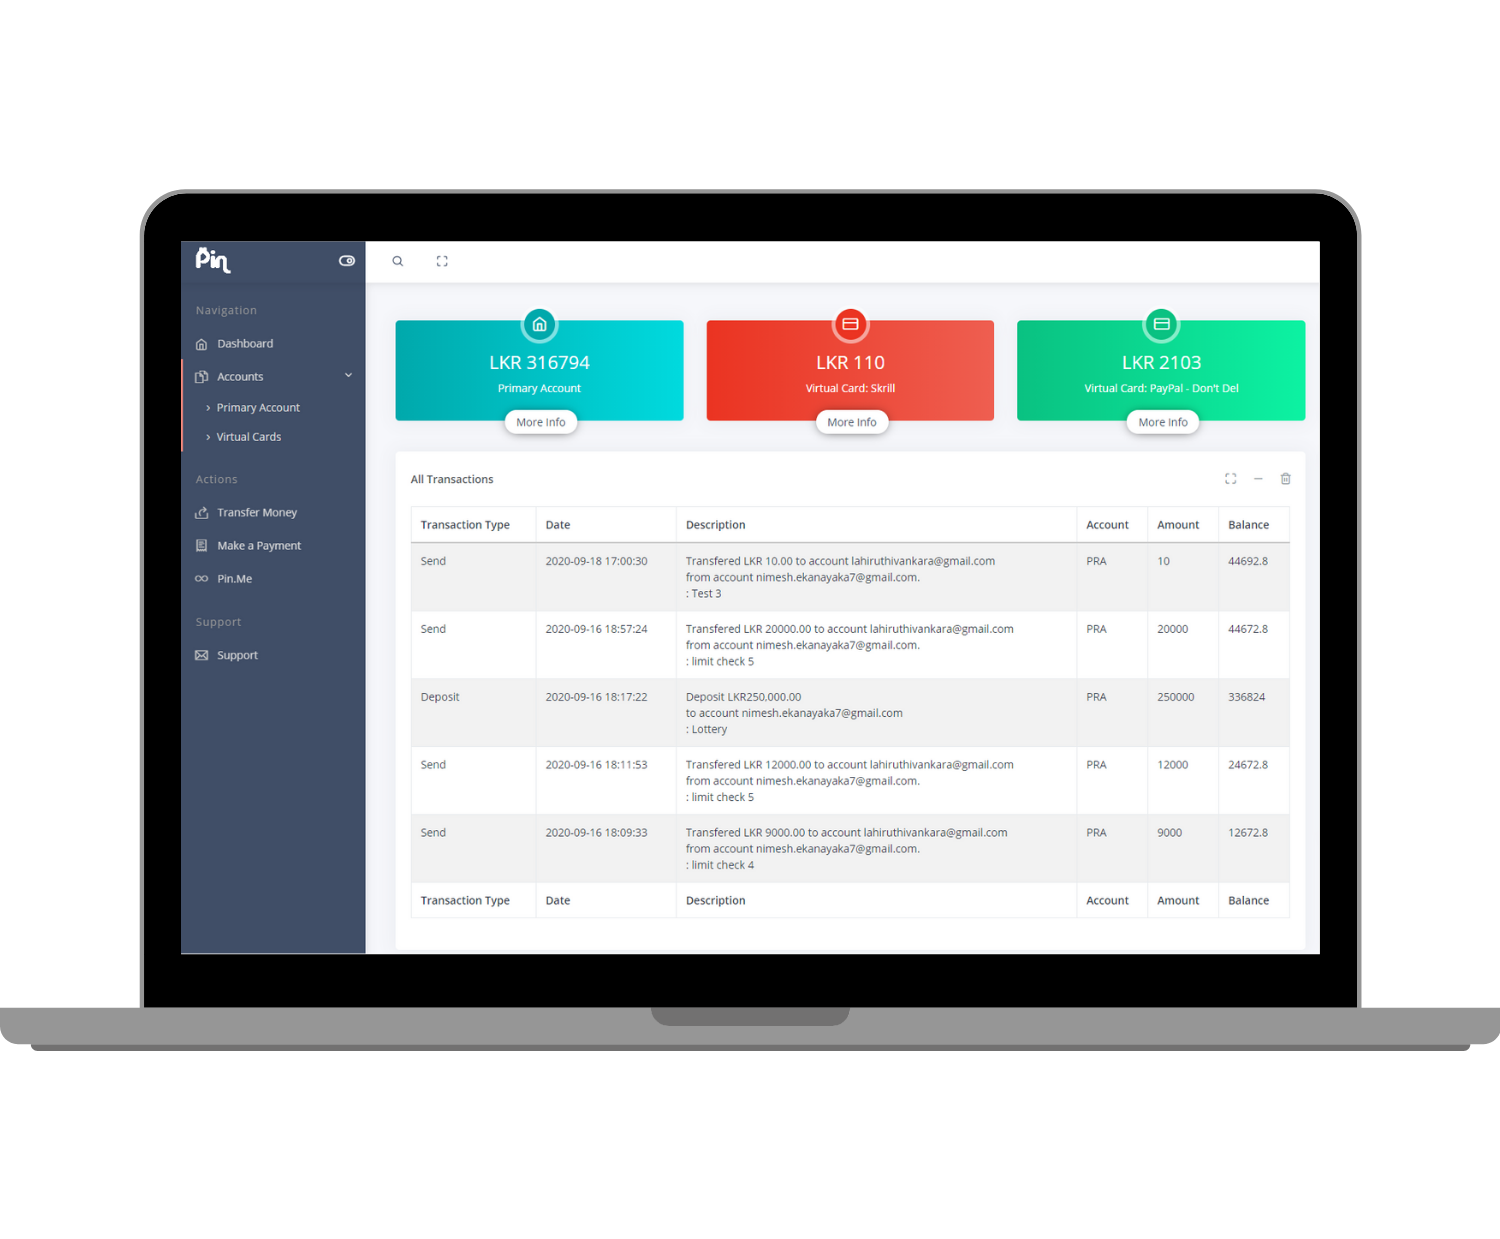 Pin
Navigation
Dashboard
Accounts
Primary Account
Virtual Cards
Actions
Transfer Money
Make a Payment
Pin.Me
Support
Support
LKR 316794
Primary Account
More Info
LKR 110
Virtual Card: Skrill
More Info
LKR 2103
Virtual Card: PayPal - Don't Del
More Info
All Transactions
Transaction Type Date Description Account Amount Balance
Send 2020-09-18 17:00:30 Transfered LKR 10.00 to account lahiruthivankara@gmail.com PRA 10 44692.8
from account nimesh.ekanayaka7@gmail.com.
: Test 3
Send 2020-09-16 18:57:24 Transfered LKR 20000.00 to account lahiruthivankara@gmail.com PRA 20000 44672.8
from account nimesh.ekanayaka7@gmail.com.
: limit check 5
Deposit 2020-09-16 18:17:22 Deposit LKR250,000.00 PRA 250000 336824
to account nimesh.ekanayaka7@gmail.com
: Lottery
Send 2020-09-16 18:11:53 Transfered LKR 12000.00 to account lahiruthivankara@gmail.com PRA 12000 24672.8
from account nimesh.ekanayaka7@gmail.com.
: limit check 5
Send 2020-09-16 18:09:33 Transfered LKR 9000.00 to account lahiruthivankara@gmail.com PRA 9000 12672.8
from account nimesh.ekanayaka7@gmail.com.
: limit check 4
Transaction Type Date Description Account Amount Balance